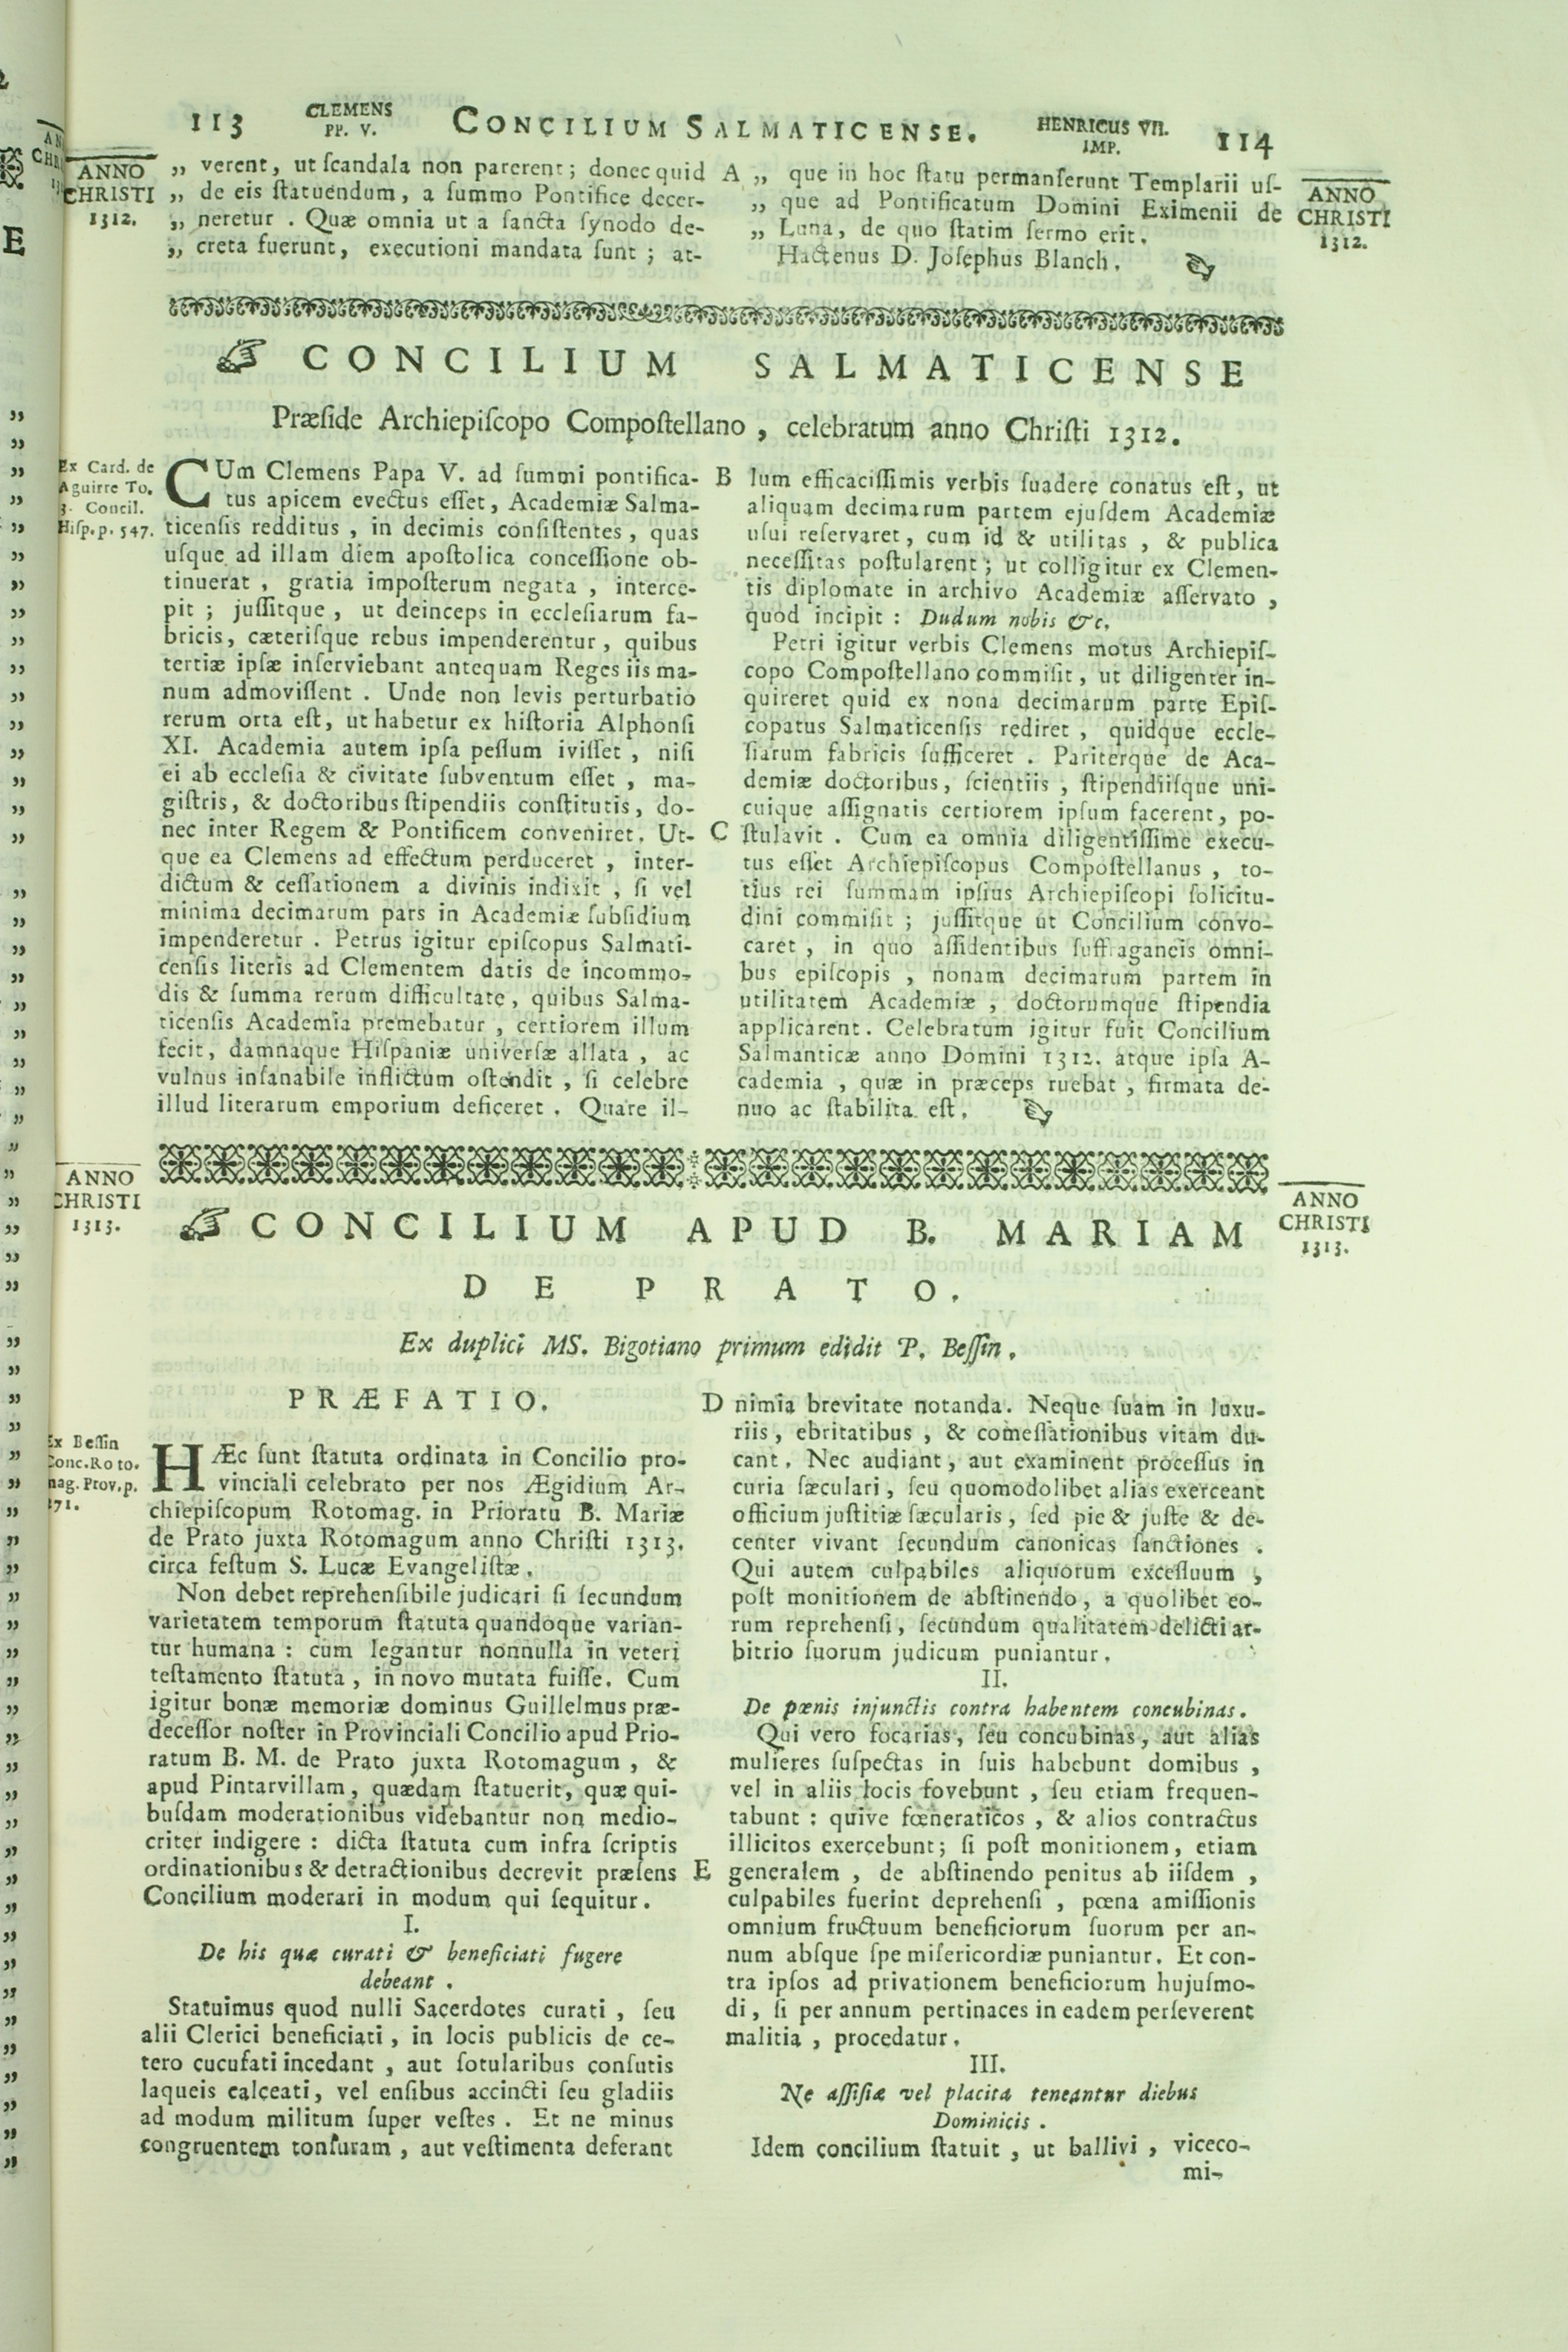 113
CLEMENS
PP. V.
CONCILIUM SALMATICENSE.
HENRICUS VII.
IMP.
114
ANNO
CHRISTI
1312.
„ verent, ut ſcandala non parerent; donec quid
„ de eis ſtatuendum, a ſummo Pontifice decer-
„ neretur . Quæ omnia ut a ſancta ſynodo de-
„ creta fuerunt, executioni mandata ſunt ; at-
A „ que in hoc ſtatu permanſerunt Templarii uſ-
„ que ad Pontificatum Domini Eximenii de
„ Luna, de quo ſtatim ſermo erit.
Hactenus D. Joſephus Blanch.
ANNO
CHRISTI
1312.
☞ CONCILIUM SALMATICENSE
Præſide Archiepiſcopo Compoſtellano, celebratum anno Chriſti 1312.
Ex Card. de
Aguirre To.
3. Concil.
Hiſp. p. 547.
CUm Clemens Papa V. ad ſummi pontifica-
tus apicem evectus eſſet, Academiæ Salma-
ticenſis redditus , in decimis conſiſtentes, quas
uſque ad illam diem apoſtolica conceſſione ob-
tinuerat , gratia impoſterum negata , interce-
pit ; juſſitque, ut deinceps in eccleſiarum fa-
bricis, cæteriſque rebus impenderentur, quibus
tertiæ ipſæ inſerviebant antequam Reges iis ma-
num admoviſſent . Unde non levis perturbatio
rerum orta eſt, ut habetur ex hiſtoria Alphonſi
XI. Academia autem ipſa peſſum iviſſet , niſi
ei ab eccleſia & civitate ſubventum eſſet , ma-
giſtris, & doctoribus ſtipendiis conſtitutis, do-
nec inter Regem & Pontificem conveniret. Ut-
que ea Clemens ad effectum perduceret , inter-
dictum & ceſſationem a divinis indixit , ſi vel
minima decimarum pars in Academiæ ſubſidium
impenderetur . Petrus igitur epiſcopus Salmati-
cenſis literis ad Clementem datis de incommo-
dis & ſumma rerum difficultate, quibus Salma-
ticenſis Academia premebatur , certiorem illum
fecit, damnaque Hiſpaniæ univerſæ allata , ac
vulnus inſanabile inflictum oſtendit , ſi celebre
illud literarum emporium deficeret . Quare il-
B lum efficaciſſimis verbis ſuadere conatus eſt, ut
aliquam decimarum partem ejuſdem Academiæ
uſui reſervaret, cum id & utilitas , & publica
neceſſitas poſtularent; ut colligitur ex Clemen-
tis diplomate in archivo Academiæ aſſervato ,
quod incipit : Dudum nobis &c.
Petri igitur verbis Clemens motus Archiepiſ-
copo Compoſtellano commiſit, ut diligenter in-
quireret quid ex nona decimarum parte Epiſ-
copatus Salmaticenſis rediret , quidque eccle-
ſiarum fabricis ſufficeret . Pariterque de Aca-
demiæ doctoribus, ſcientiis , ſtipendiiſque uni-
cuique aſſignatis certiorem ipſum facerent, po-
C ſtulavit . Cum ea omnia diligentiſſime execu-
tus eſſet Archiepiſcopus Compoſtellanus , to-
tius rei ſummam ipſius Archiepiſcopi ſolicitu-
dini commiſit ; juſſitque ut Concilium convo-
caret , in quo aſſidentibus ſuffraganeis omni-
bus epiſcopis , nonam decimarum partem in
utilitatem Academiæ , doctorumque ſtipendia
applicarent. Celebratum igitur fuit Concilium
Salmanticæ anno Domini 1312. atque ipſa A-
cademia , quæ in præceps ruebat , firmata de-
nuo ac ſtabilita eſt.
ANNO
CHRISTI
1313.
☞ CONCILIUM APUD B. MARIAM
DE PRATO.
ANNO
CHRISTI
1313.
Ex duplici MS. Bigotiano primum edidit P. Beſſin.
PRÆFATIO.
Ex Beſſin
Conc. Roto.
mag. Prov. p.
171.
HÆc ſunt ſtatuta ordinata in Concilio pro-
vinciali celebrato per nos Ægidium Ar-
chiepiſcopum Rotomag. in Prioratu B. Mariæ
de Prato juxta Rotomagum anno Chriſti 1313.
circa feſtum S. Lucæ Evangeliſtæ.
Non debet reprehenſibile judicari ſi ſecundum
varietatem temporum ſtatuta quandoque varian-
tur humana : cum legantur nonnulla in veteri
teſtamento ſtatuta, in novo mutata fuiſſe. Cum
igitur bonæ memoriæ dominus Guillelmus præ-
deceſſor noſter in Provinciali Concilio apud Prio-
ratum B. M. de Prato juxta Rotomagum , &
apud Pintarvillam, quædam ſtatuerit, quæ qui-
buſdam moderationibus videbantur non medio-
criter indigere : dicta ſtatuta cum infra ſcriptis
ordinationibus & detractionibus decrevit præſens
Concilium moderari in modum qui ſequitur.
I.
De his quæ curati & beneficiati fugere
debeant .
Statuimus quod nulli Sacerdotes curati , ſeu
alii Clerici beneficiati, in locis publicis de ce-
tero cucufati incedant , aut ſotularibus conſutis
laqueis calceati, vel enſibus accincti ſeu gladiis
ad modum militum ſuper veſtes . Et ne minus
congruentem tonſuram , aut veſtimenta deferant
D nimia brevitate notanda. Neque ſuam in luxu-
riis, ebritatibus , & comeſſationibus vitam du-
cant. Nec audiant, aut examinent proceſſus in
curia ſæculari, ſeu quomodolibet alias exerceant
officium juſtitiæ ſæcularis, ſed pie & juſte & de-
center vivant ſecundum canonicas ſanctiones .
Qui autem culpabiles aliquorum exceſſuum ,
poſt monitionem de abſtinendo, a quolibet eo-
rum reprehenſi, ſecundum qualitatem delicti ar-
bitrio ſuorum judicum puniantur.
II.
De pœnis injunctis contra habentem concubinas.
Qui vero focarias, ſeu concubinas, aut alias
mulieres ſuſpectas in ſuis habebunt domibus ,
vel in aliis locis fovebunt , ſeu etiam frequen-
tabunt : quive fœneraticos , & alios contractus
illicitos exercebunt; ſi poſt monitionem, etiam
E generalem , de abſtinendo penitus ab iiſdem ,
culpabiles fuerint deprehenſi , pœna amiſſionis
omnium fructuum beneficiorum ſuorum per an-
num abſque ſpe miſericordiæ puniantur. Et con-
tra ipſos ad privationem beneficiorum hujuſmo-
di, ſi per annum pertinaces in eadem perſeverent
malitia , procedatur.
III.
Ne aſſiſiæ vel placita teneantur diebus
Dominicis .
Idem concilium ſtatuit , ut ballivi , viceco-
mi-